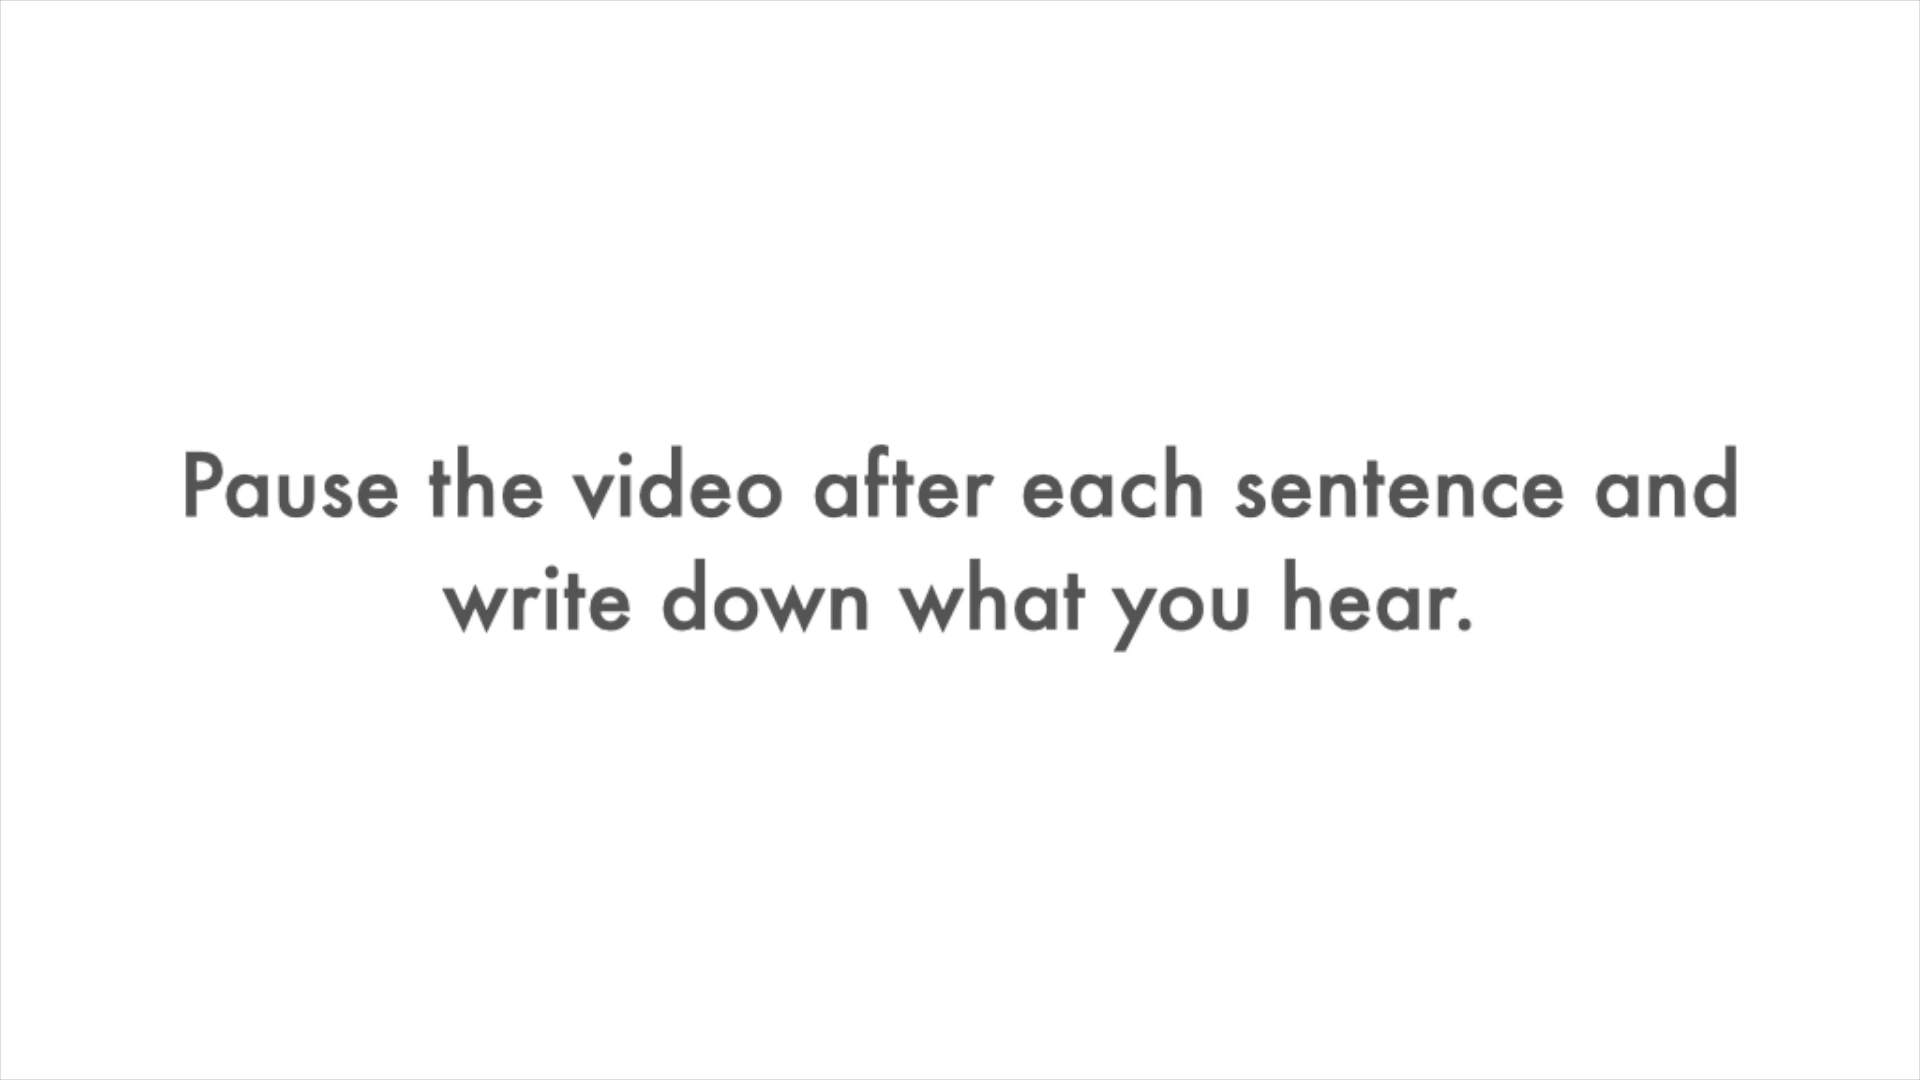 Pause the video after each sentence and
write down what you hear.